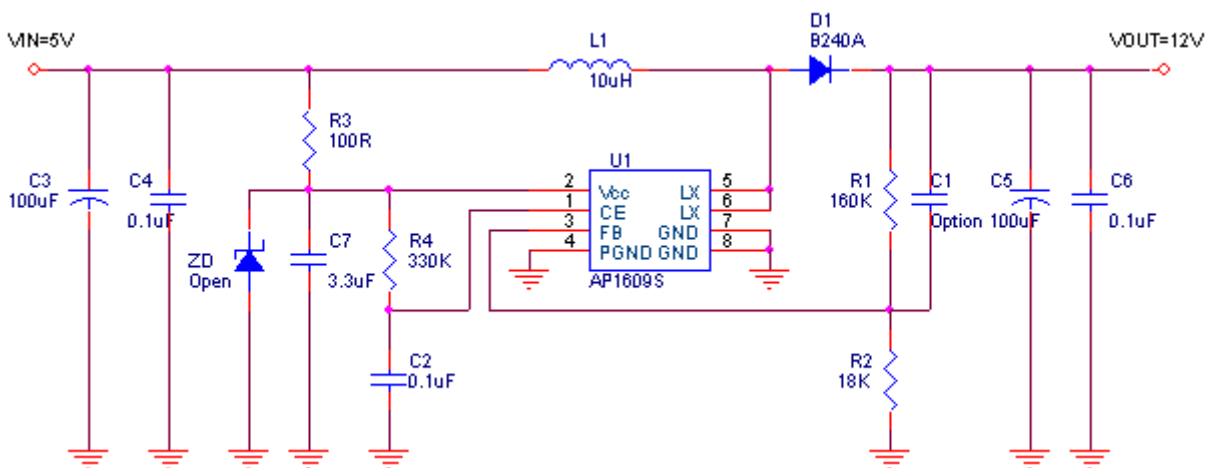 VIN=5V
L1
10uH
D1
B240A
VOUT=12V
R3
100R
C3
100uF
C4
0.1uF
U1
2 Vcc LX 5
1 CE LX 6
3 FB GND 7
4 PGND GND 8
AP1609S
R1
160K
C1
Option
C5
100uF
C6
0.1uF
ZD
Open
C7
3.3uF
R4
330K
C2
0.1uF
R2
18K